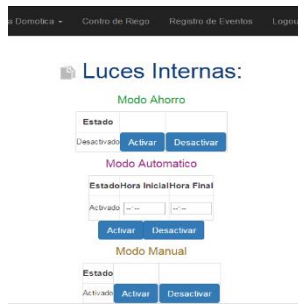 a Domotica Contro de Riego Registro de Eventos Logou
Luces Internas:
Modo Ahorro
Estado
Desactivado Activar Desactivar
Modo Automatico
Estado Hora Inicial Hora Final
Activado --:-- --:--
Activar Desactivar
Modo Manual
Estado
Activado Activar Desactivar